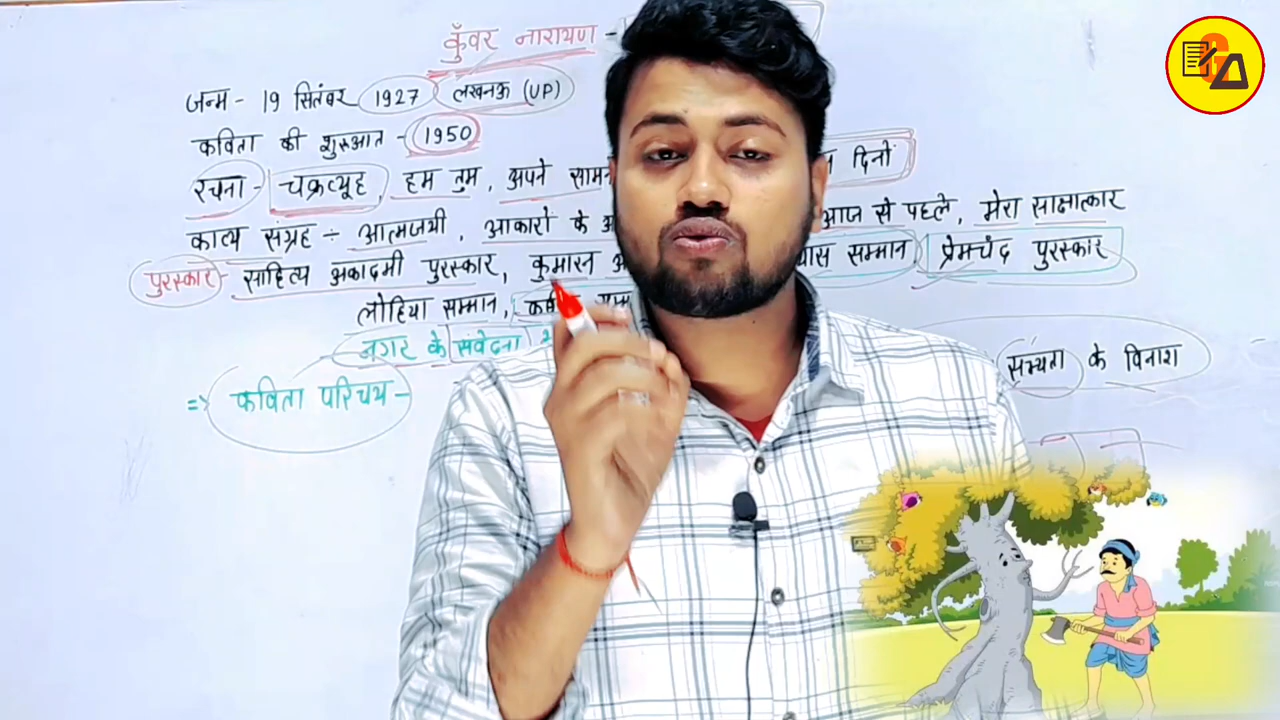 कुँवर नारायण -
जन्म - 19 सितंबर 1927 लखनऊ (UP)
कविता की शुरूआत - 1950
रचना - चक्रव्यूह, हम तुम, अपने दिनों
काव्य संग्रह ÷ आत्मजयी, आकारों के आज से पहले, मेरा साक्षात्कार
पुरस्कार - साहित्य अकादमी पुरस्कार, कुमारन सम्मान प्रेमचंद पुरस्कार
लोहिया सम्मान,
नगर के संवेदना सभ्यता के विनाश
=> कविता परिचय -